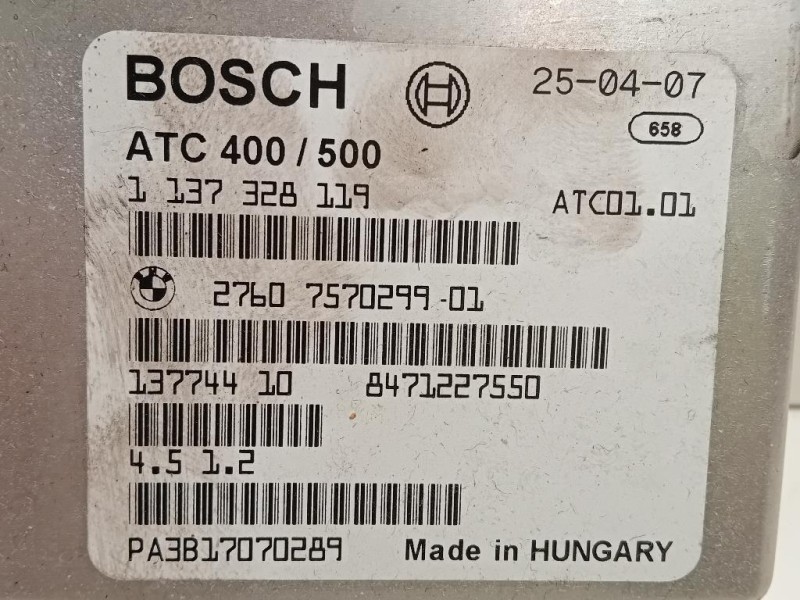 BOSCH 25-04-07
658
ATC 400 / 500
1 137 328 119 ATC01.01
2760 7570299-01
137744 10 8471227550
4.5 1.2
PA3B17070289 Made in HUNGARY